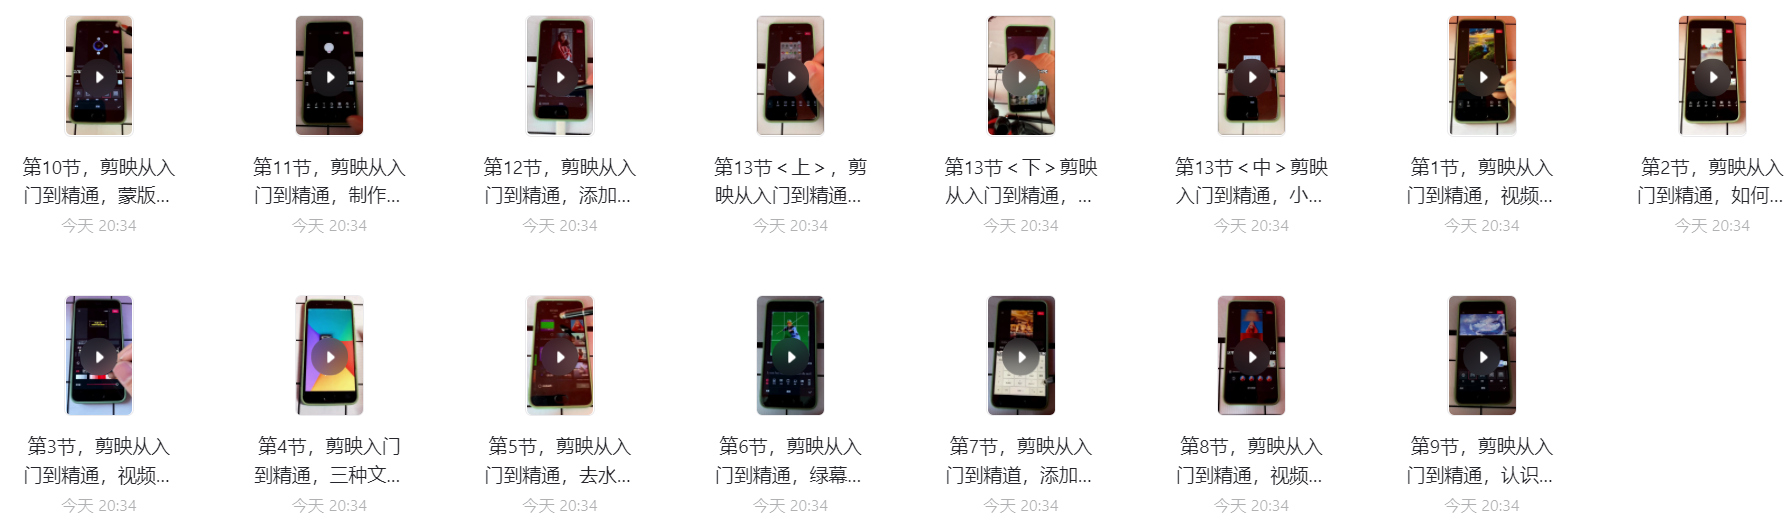 第10节，剪映从入
门到精通，蒙版...
今天 20:34
第11节，剪映从入
门到精通，制作...
今天 20:34
第12节，剪映从入
门到精通，添加...
今天 20:34
第13节＜上＞，剪
映从入门到精通...
今天 20:34
第13节＜下＞剪映
从入门到精通，...
今天 20:34
第13节＜中＞剪映
入门到精通，小...
今天 20:34
第1节，剪映从入
门到精通，视频...
今天 20:34
第2节，剪映从入
门到精通，如何...
今天 20:34
第3节，剪映从入
门到精通，视频...
今天 20:34
第4节，剪映入门
到精通，三种文...
今天 20:34
第5节，剪映从入
门到精通，去水...
今天 20:34
第6节，剪映从入
门到精通，绿幕...
今天 20:34
第7节，剪映从入
门到精道，添加...
今天 20:34
第8节，剪映从入
门到精通，视频...
今天 20:34
第9节，剪映从入
门到精通，认识...
今天 20:34